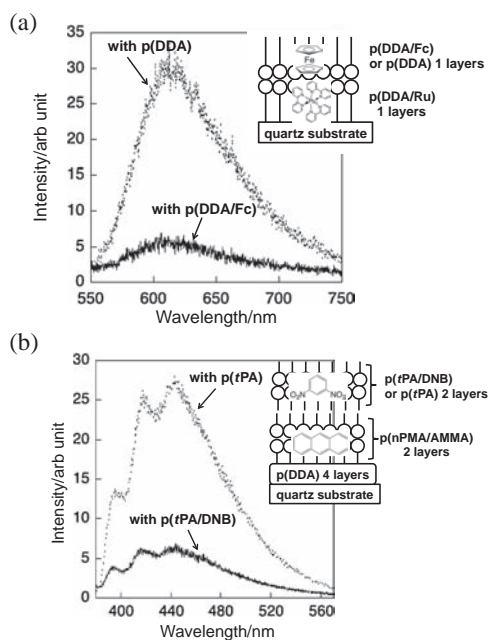 (a)
35
30
25
20
15
10
5
0
550
600
650
700
750
Intensity/arb unit
Wavelength/nm
with p(DDA)
with p(DDA/Fc)
Fe
p(DDA/Fc)
or p(DDA) 1 layers
p(DDA/Ru)
1 layers
quartz substrate
(b)
30
25
20
15
10
5
0
400
440
480
520
560
Intensity/arb unit
Wavelength/nm
with p(tPA)
with p(tPA/DNB)
O₂N
NO₂
p(tPA/DNB)
or p(tPA) 2 layers
p(nPMA/AMMA)
2 layers
p(DDA) 4 layers
quartz substrate